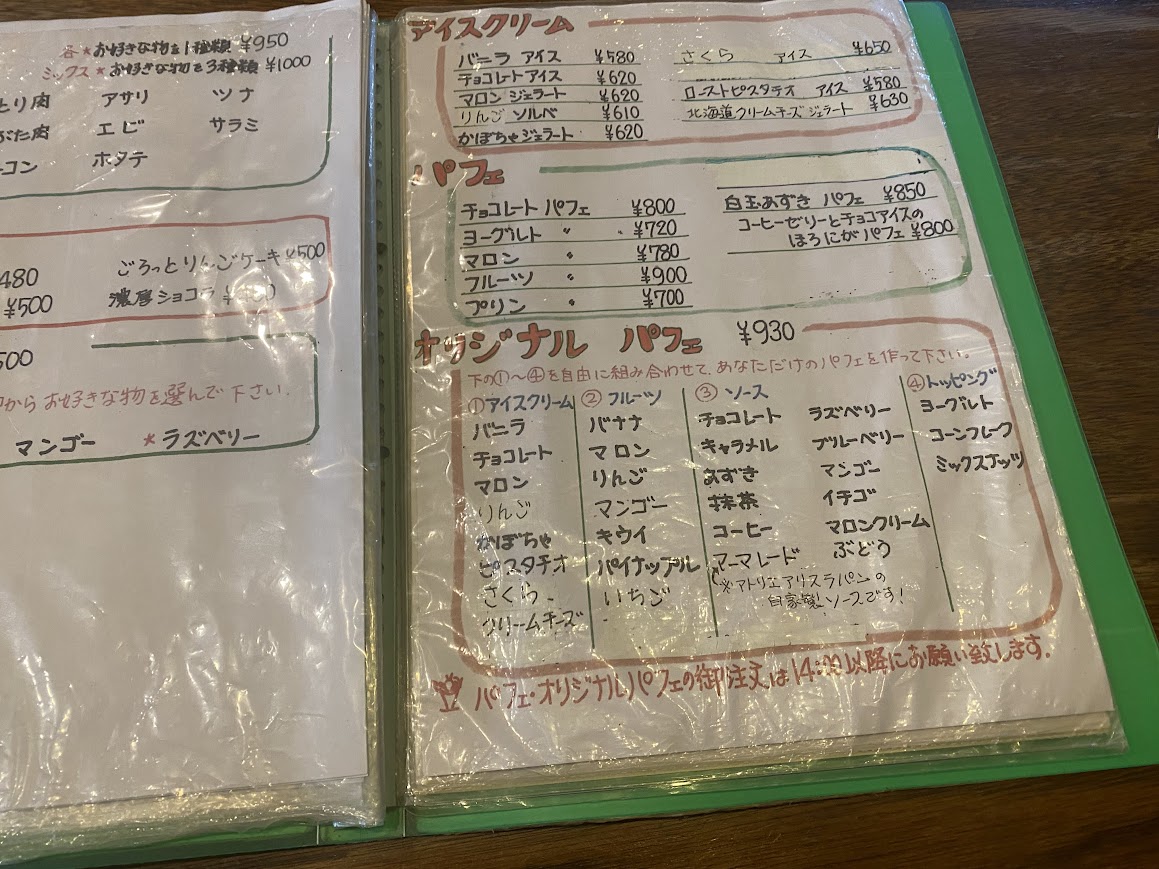 各★お好きな物を1種類 ¥950
ミックス★お好きな物を3種類 ¥1000
とり肉 アサリ ツナ
ぶた肉 エビ サラミ
ーコン ホタテ
480 ごろっとりんごケーキ ¥500
¥500 濃厚ショコラ
500
から お好きな物を選んで下さい.
マンゴー ★ラズベリー
アイスクリーム
バニラ アイス ¥580
チョコレートアイス ¥620
マロン ジェラート ¥620
りんご ソルベ ¥610
かぼちゃジェラート ¥620
さくら アイス ¥650
ローストピスタチオ アイス ¥580
北海道クリームチーズジェラート ¥630
パフェ
チョコレート パフェ ¥800
ヨーグルト 〃 ¥720
マロン 〃 ¥780
フルーツ 〃 ¥900
プリン 〃 ¥700
白玉あずき パフェ ¥850
コーヒーゼリーとチョコアイスの
ほろにがパフェ ¥800
オリジナル パフェ ¥930
下の①〜④を自由に組み合わせて、あなただけのパフェを作って下さい。
①アイスクリーム
バニラ
チョコレート
マロン
りんご
かぼちゃ
ピスタチオ
さくら
クリームチーズ
②フルーツ
バナナ
マロン
りんご
マンゴー
キウイ
パイナップル
いちご
③ソース
チョコレート ラズベリー
キャラメル ブルーベリー
あずき マンゴー
抹茶 イチゴ
コーヒー マロンクリーム
マーマレード ぶどう
※アトリエアリスラパンの
自家製ソースです!
④トッピング
ヨーグルト
コーンフレーク
ミックスナッツ
パフェ・オリジナルパフェの御注文は14:00以降にお願い致します.